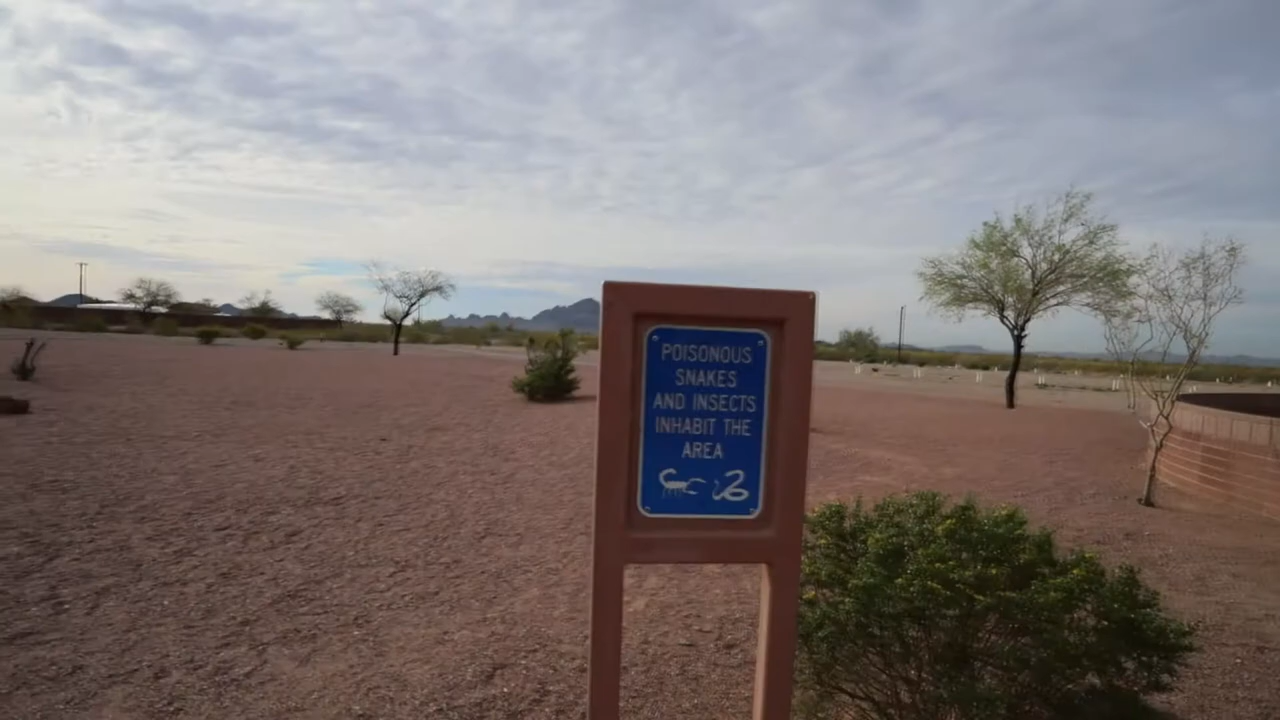 POISONOUS
SNAKES
AND INSECTS
INHABIT THE
AREA